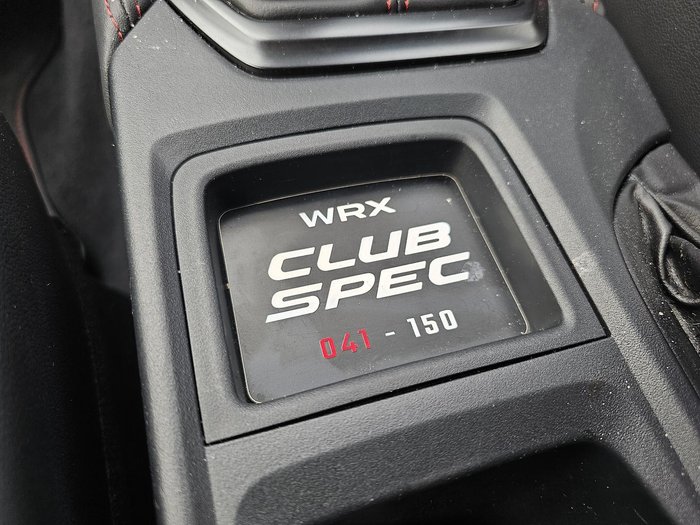 WRX
CLUB
SPEC
041 - 150